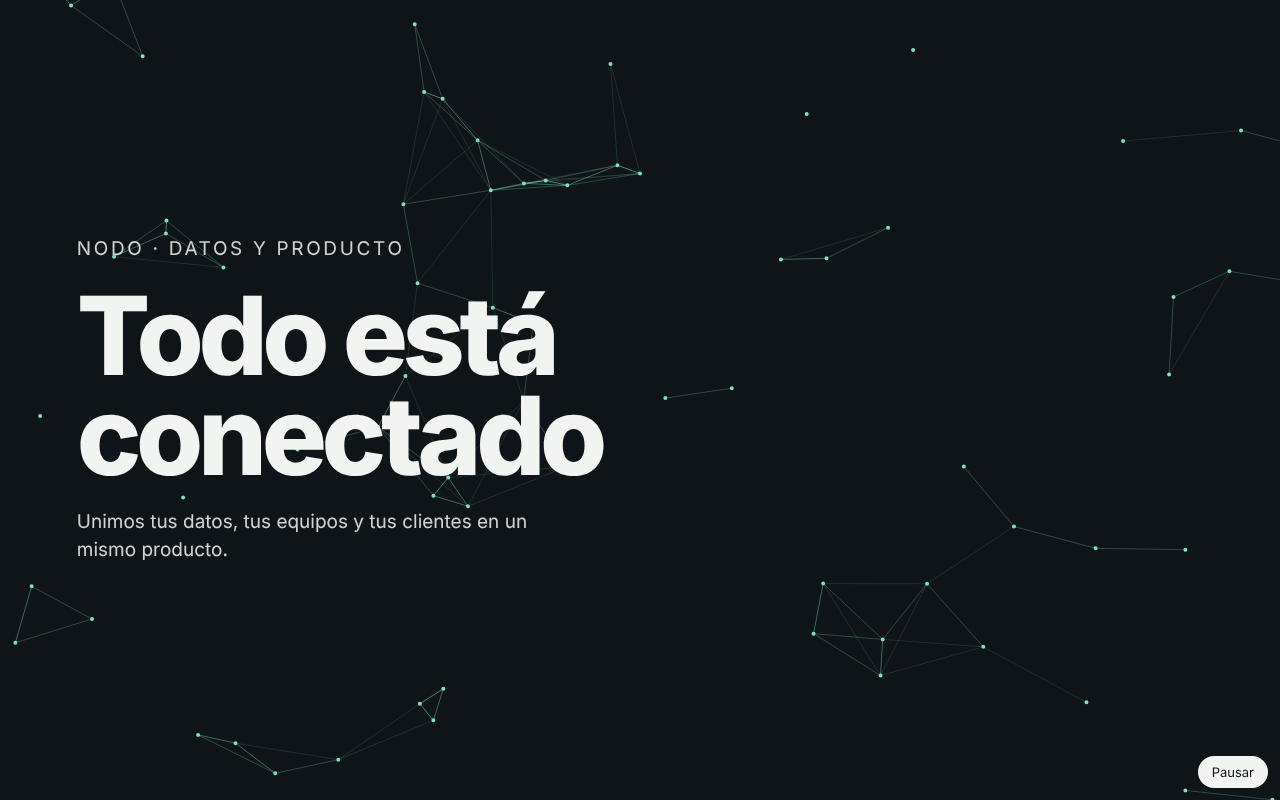 NODO · DATOS Y PRODUCTO
Todo está
conectado
Unimos tus datos, tus equipos y tus clientes en un
mismo producto.
Pausar